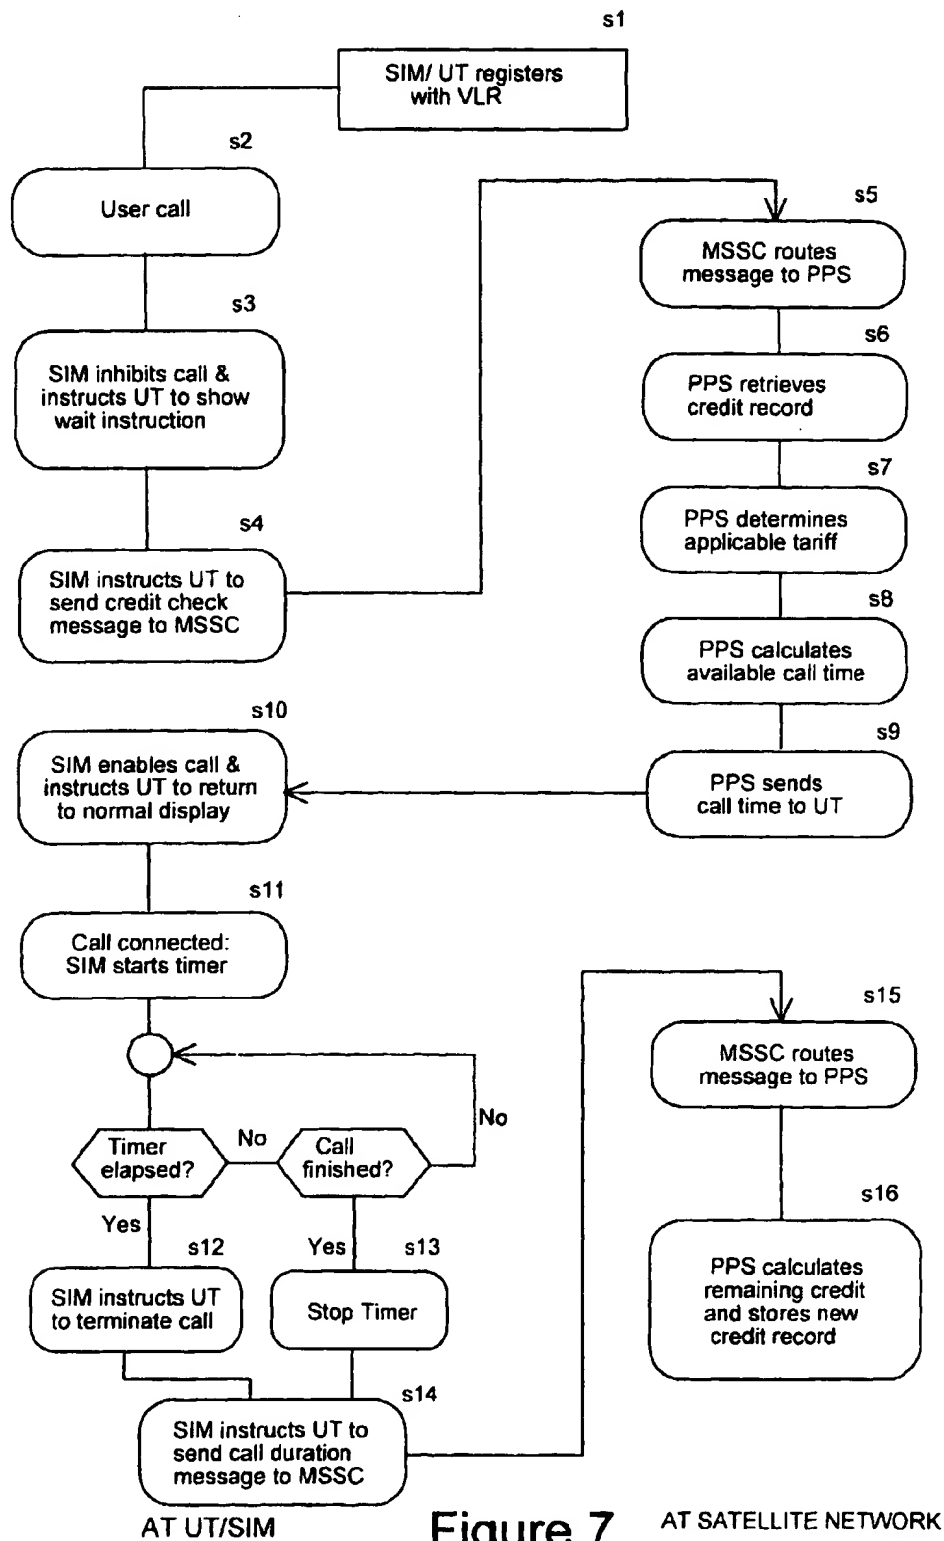 s1
SIM/ UT registers
with VLR
s2
User call
s3
SIM inhibits call &
instructs UT to show
wait instruction
s4
SIM instructs UT to
send credit check
message to MSSC
s5
MSSC routes
message to PPS
s6
PPS retrieves
credit record
s7
PPS determines
applicable tariff
s8
PPS calculates
available call time
s9
PPS sends
call time to UT
s10
SIM enables call &
instructs UT to return
to normal display
s11
Call connected:
SIM starts timer
Timer
elapsed?
No
Call
finished?
No
Yes
s12
SIM instructs UT
to terminate call
Yes
s13
Stop Timer
s14
SIM instructs UT to
send call duration
message to MSSC
s15
MSSC routes
message to PPS
s16
PPS calculates
remaining credit
and stores new
credit record
AT UT/SIM
Figure 7
AT SATELLITE NETWORK